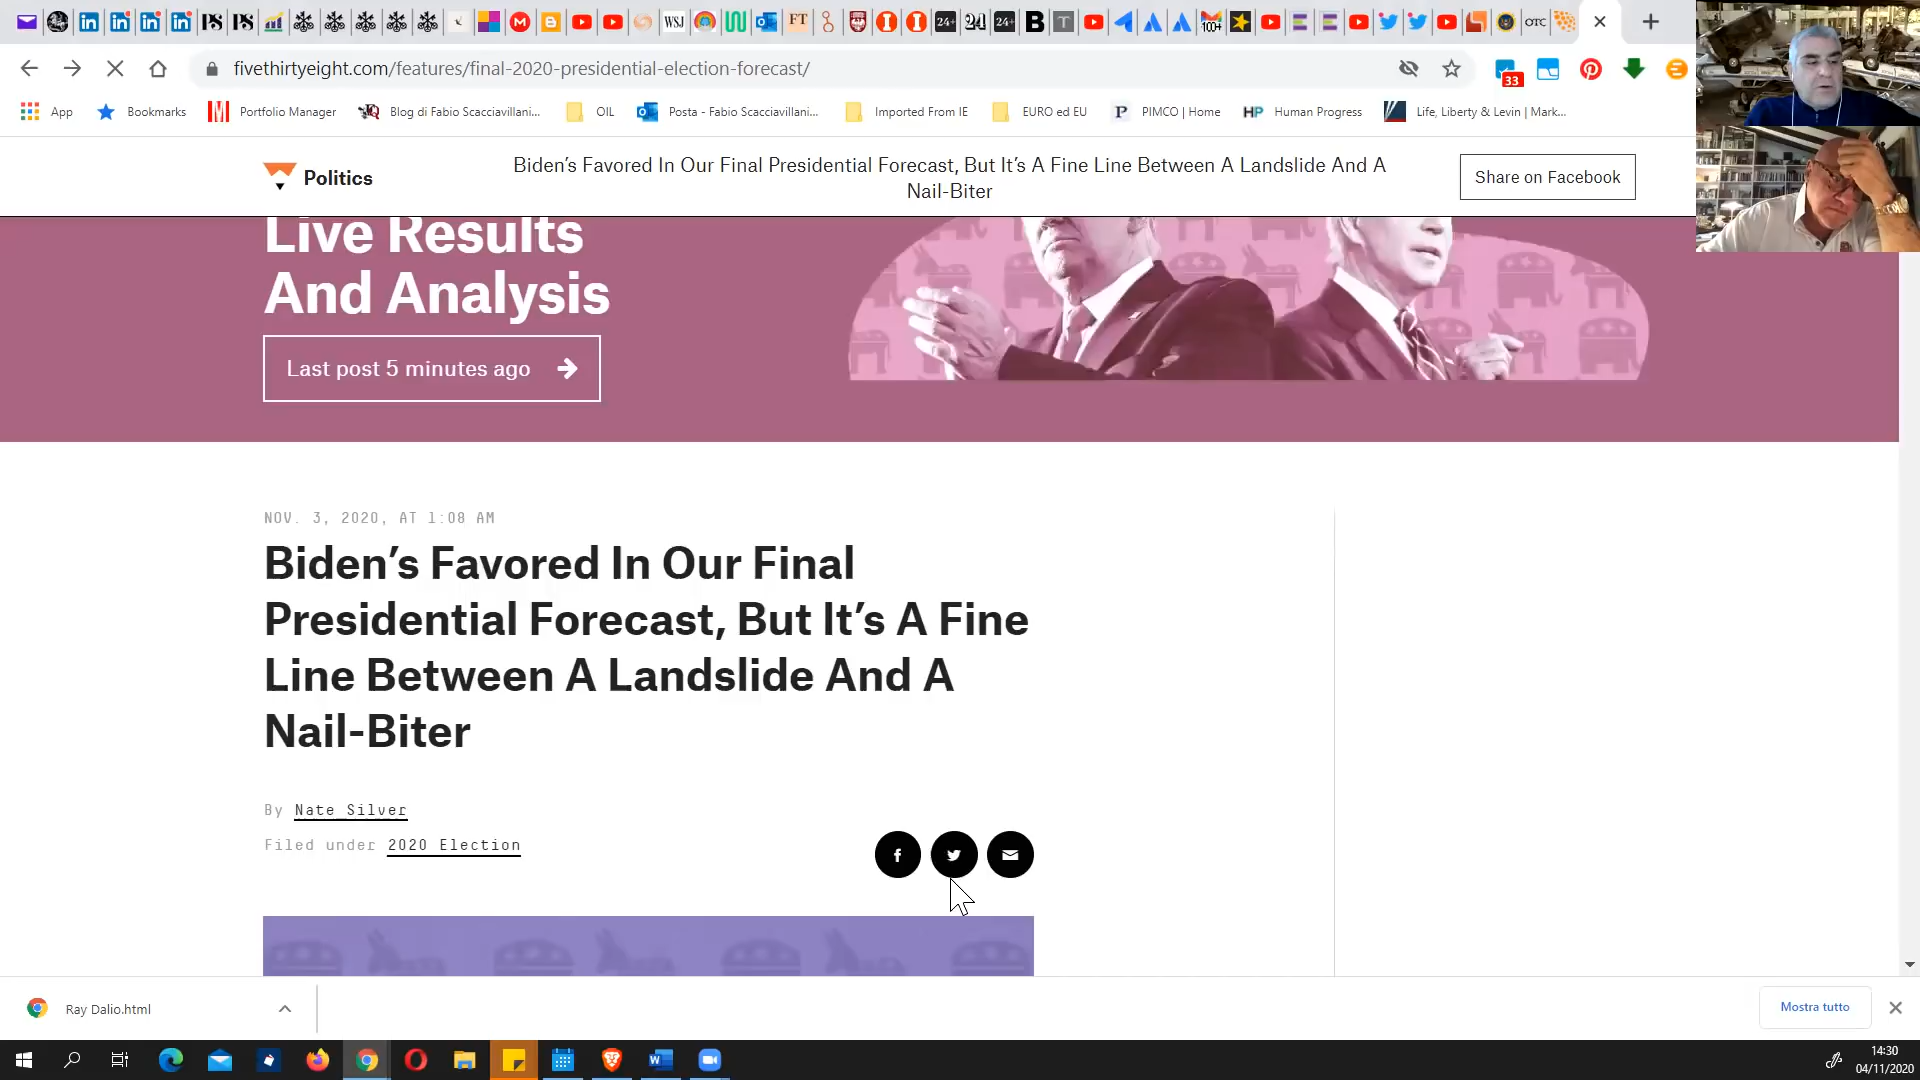 fivethirtyeight.com/features/final-2020-presidential-election-forecast/
33
App
Bookmarks
Portfolio Manager
Blog di Fabio Scacciavillani...
OIL
Posta - Fabio Scacciavillani...
Imported From IE
EURO ed EU
PIMCO | Home
Human Progress
Life, Liberty & Levin | Mark...
Politics
Biden's Favored In Our Final Presidential Forecast, But It's A Fine Line Between A Landslide And A
Nail-Biter
Share on Facebook
Live Results
And Analysis
Last post 5 minutes ago
NOV. 3, 2020, AT 1:08 AM
Biden's Favored In Our Final
Presidential Forecast, But It's A Fine
Line Between A Landslide And A
Nail-Biter
By Nate Silver
Filed under 2020 Election
Ray Dalio.html
Mostra tutto
14:30
04/11/2020